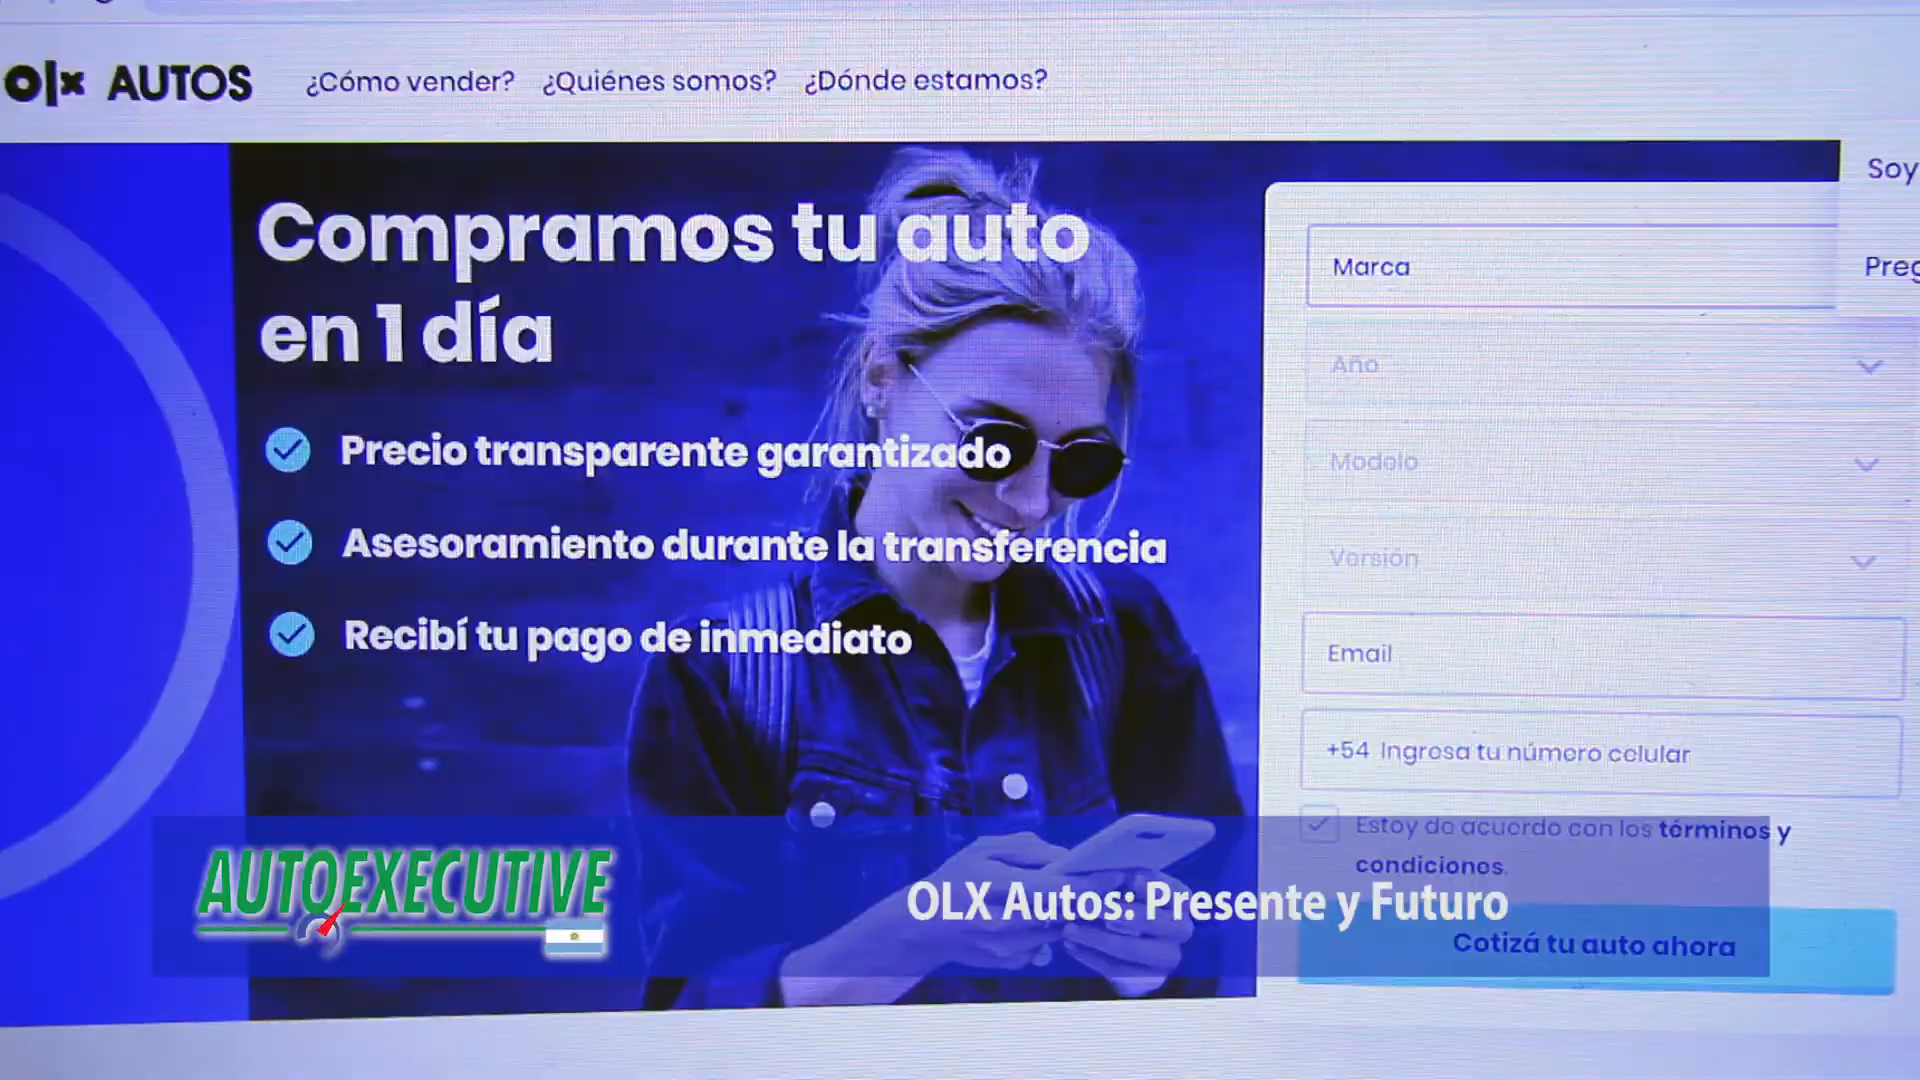 olx AUTOS ¿Cómo vender? ¿Quiénes somos? ¿Dónde estamos?
Soy
Compramos tu auto
en 1 día
Precio transparente garantizado
Asesoramiento durante la transferencia
Recibí tu pago de inmediato
Marca
Preg
Año
Modelo
Versión
Email
+54 Ingresa tu número celular
Estoy de acuerdo con los términos y
condiciones.
Cotizá tu auto ahora
AUTOEXECUTIVE
OLX Autos: Presente y Futuro